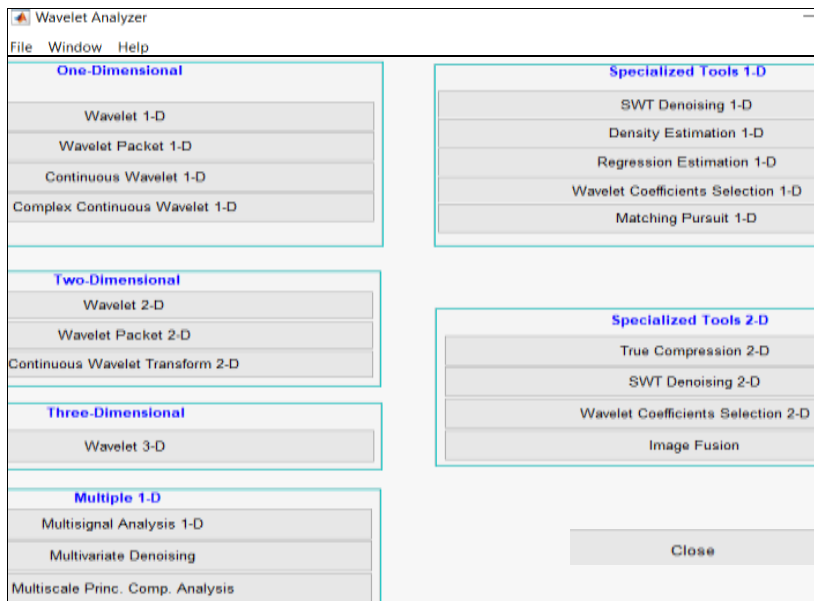 Wavelet Analyzer
File Window Help
One-Dimensional
Wavelet 1-D
Wavelet Packet 1-D
Continuous Wavelet 1-D
Complex Continuous Wavelet 1-D
Two-Dimensional
Wavelet 2-D
Wavelet Packet 2-D
Continuous Wavelet Transform 2-D
Three-Dimensional
Wavelet 3-D
Multiple 1-D
Multisignal Analysis 1-D
Multivariate Denoising
Multiscale Princ. Comp. Analysis
Specialized Tools 1-D
SWT Denoising 1-D
Density Estimation 1-D
Regression Estimation 1-D
Wavelet Coefficients Selection 1-D
Matching Pursuit 1-D
Specialized Tools 2-D
True Compression 2-D
SWT Denoising 2-D
Wavelet Coefficients Selection 2-D
Image Fusion
Close